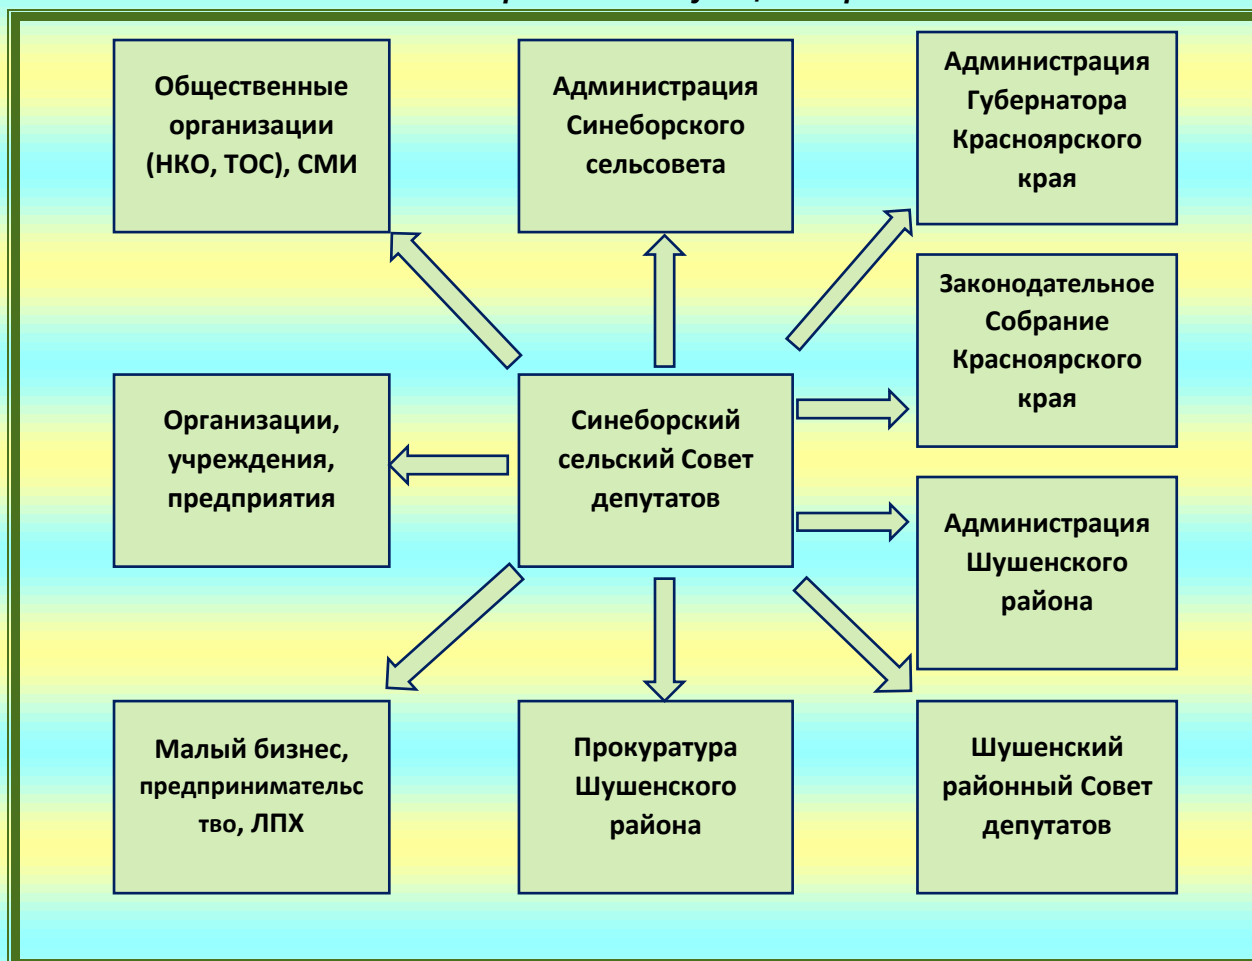 Общественные
организации
(НКО, ТОС), СМИ
Администрация
Синеборского
сельсовета
Администрация
Губернатора
Красноярского
края
Законодательное
Собрание
Красноярского
края
Организации,
учреждения,
предприятия
Синеборский
сельский Совет
депутатов
Администрация
Шушенского
района
Малый бизнес,
предпринимательс
тво, ЛПХ
Прокуратура
Шушенского
района
Шушенский
районный Совет
депутатов